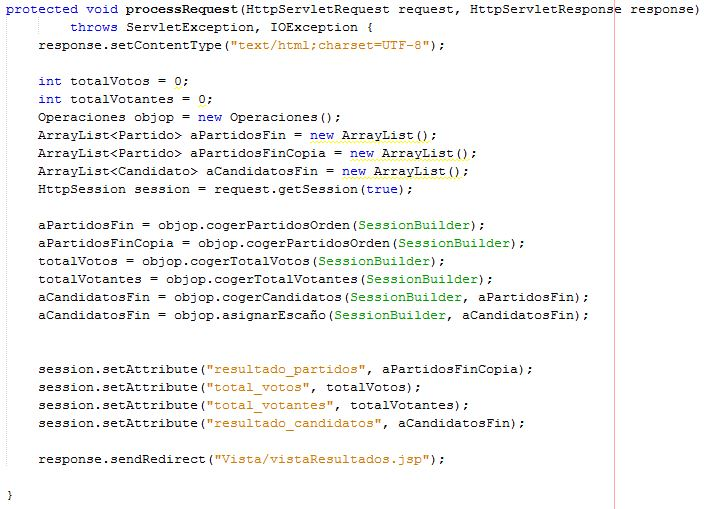 protected void processRequest(HttpServletRequest request, HttpServletResponse response)
        throws ServletException, IOException {
    response.setContentType("text/html;charset=UTF-8");

    int totalVotos = 0;
    int totalVotantes = 0;
    Operaciones objop = new Operaciones();
    ArrayList<Partido> aPartidosFin = new ArrayList();
    ArrayList<Partido> aPartidosFinCopia = new ArrayList();
    ArrayList<Candidato> aCandidatosFin = new ArrayList();
    HttpSession session = request.getSession(true);

    aPartidosFin = objop.cogerPartidosOrden(SessionBuilder);
    aPartidosFinCopia = objop.cogerPartidosOrden(SessionBuilder);
    totalVotos = objop.cogerTotalVotos(SessionBuilder);
    totalVotantes = objop.cogerTotalVotantes(SessionBuilder);
    aCandidatosFin = objop.cogerCandidatos(SessionBuilder, aPartidosFin);
    aCandidatosFin = objop.asignarEscaño(SessionBuilder, aCandidatosFin);


    session.setAttribute("resultado_partidos", aPartidosFinCopia);
    session.setAttribute("total_votos", totalVotos);
    session.setAttribute("total_votantes", totalVotantes);
    session.setAttribute("resultado_candidatos", aCandidatosFin);

    response.sendRedirect("Vista/vistaResultados.jsp");

}